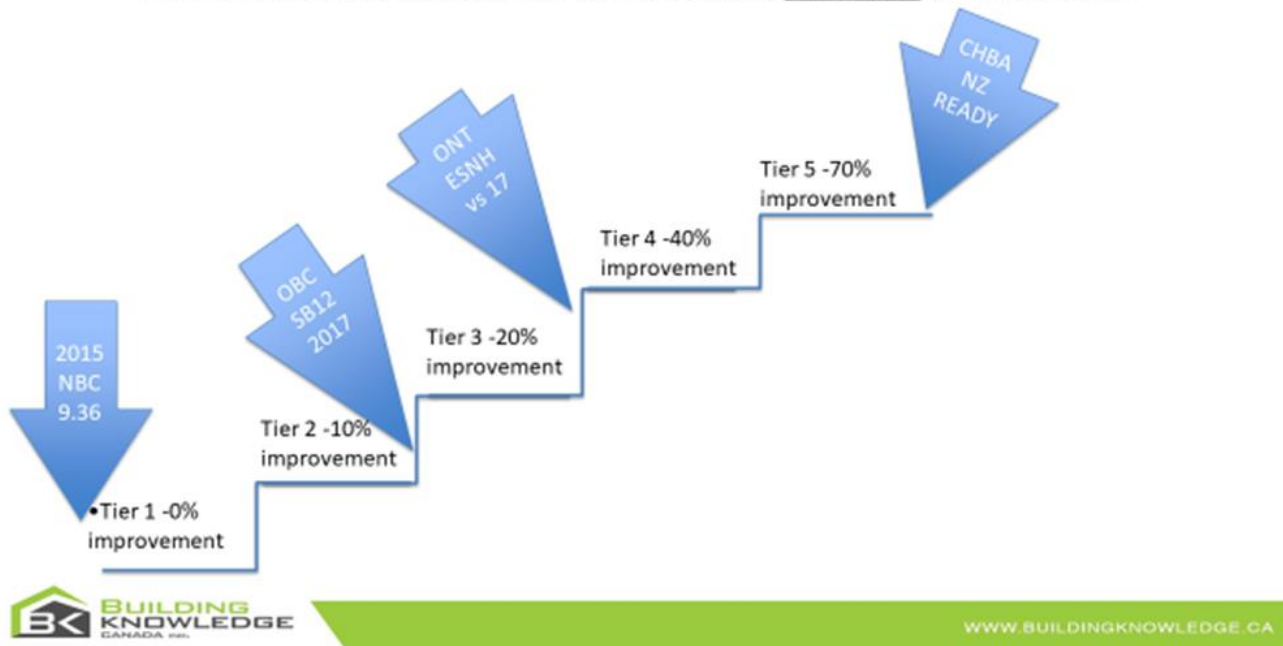 2015
NBC
9.36
•Tier 1 -0%
improvement
OBC
SB12
2017
Tier 2 -10%
improvement
ONT
ESNH
vs 17
Tier 3 -20%
improvement
Tier 4 -40%
improvement
Tier 5 -70%
improvement
CHBA
NZ
READY
BK
BUILDING
KNOWLEDGE
CANADA INC.
WWW.BUILDINGKNOWLEDGE.CA